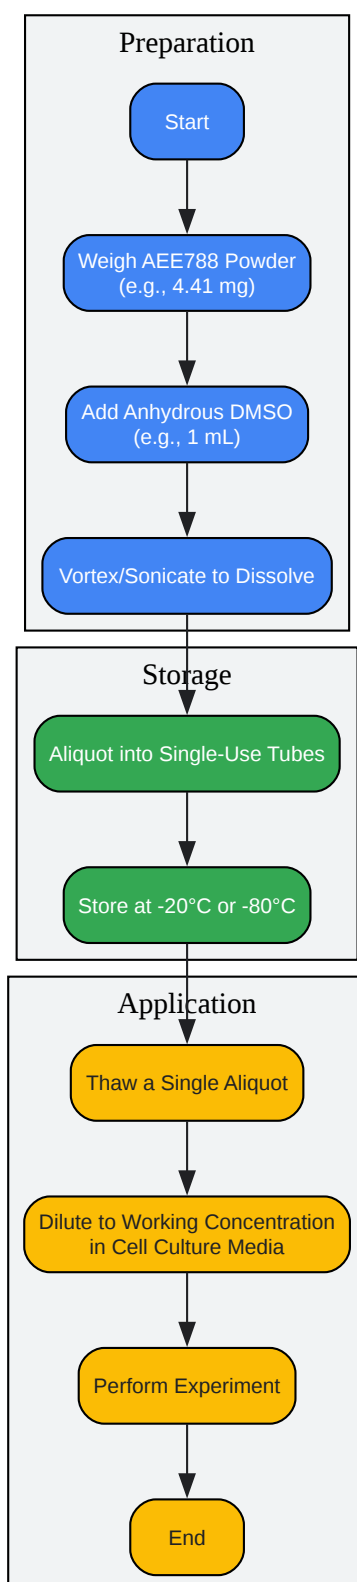 Preparation
Start
Weigh AEE788 Powder
(e.g., 4.41 mg)
Add Anhydrous DMSO
(e.g., 1 mL)
Vortex/Sonicate to Dissolve
Storage
Aliquot into Single-Use Tubes
Store at -20°C or -80°C
Application
Thaw a Single Aliquot
Dilute to Working Concentration
in Cell Culture Media
Perform Experiment
End